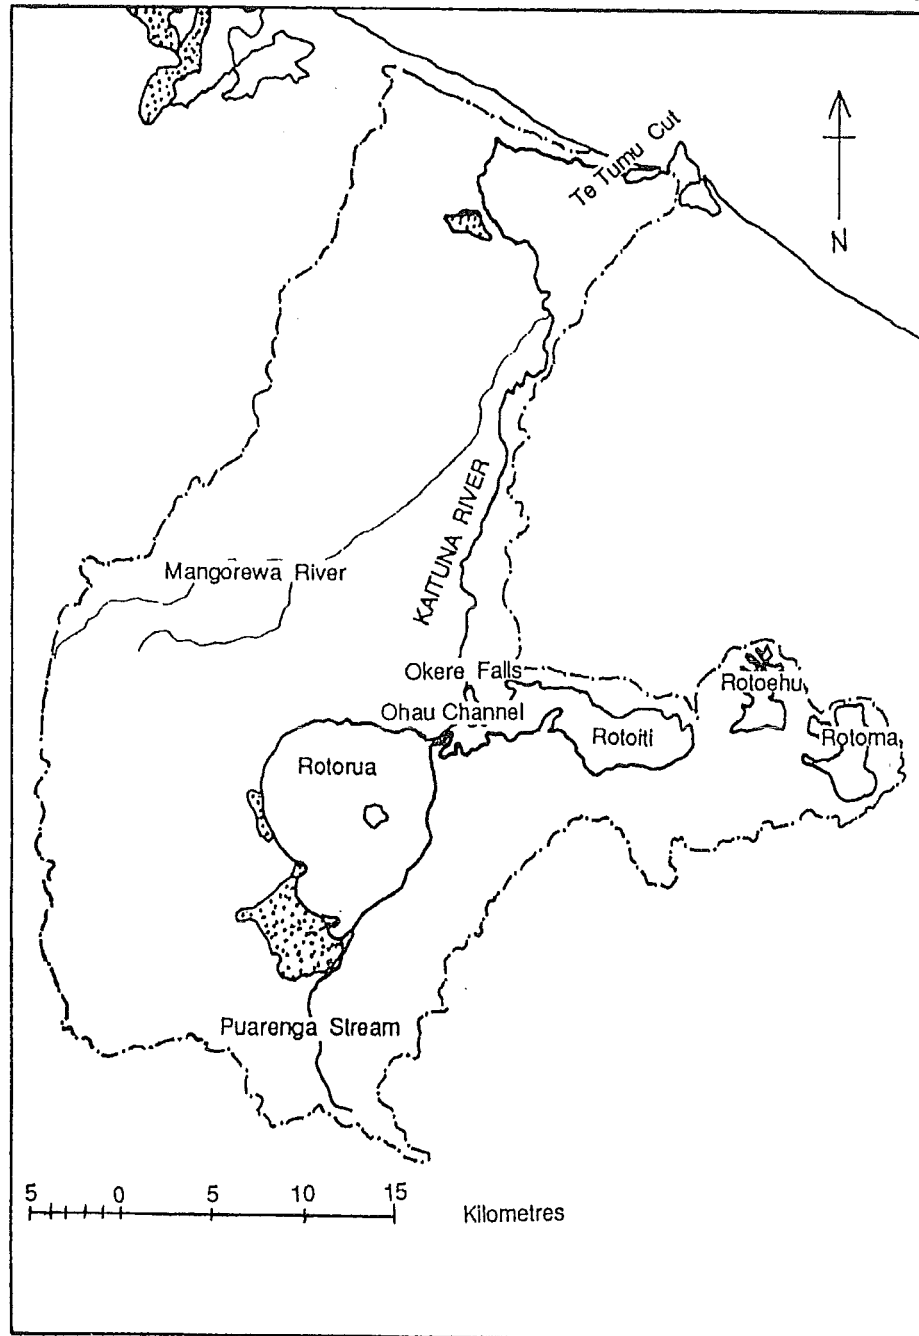 Te Tumu Cut
N
KAITUNA RIVER
Mangorewa River
Okere Falls
Rotoehu
Ohau Channel
Rotoiti
Rotoma
Rotorua
Puarenga Stream
5 0 5 10 15
Kilometres